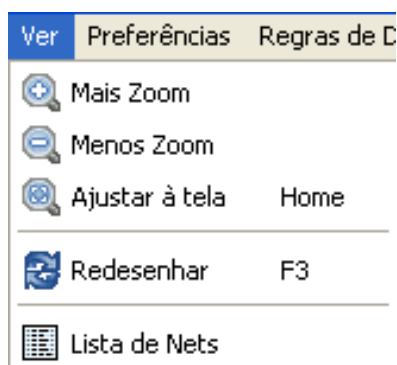 Ver Preferências Regras de D
Mais Zoom
Menos Zoom
Ajustar à tela Home
Redesenhar F3
Lista de Nets